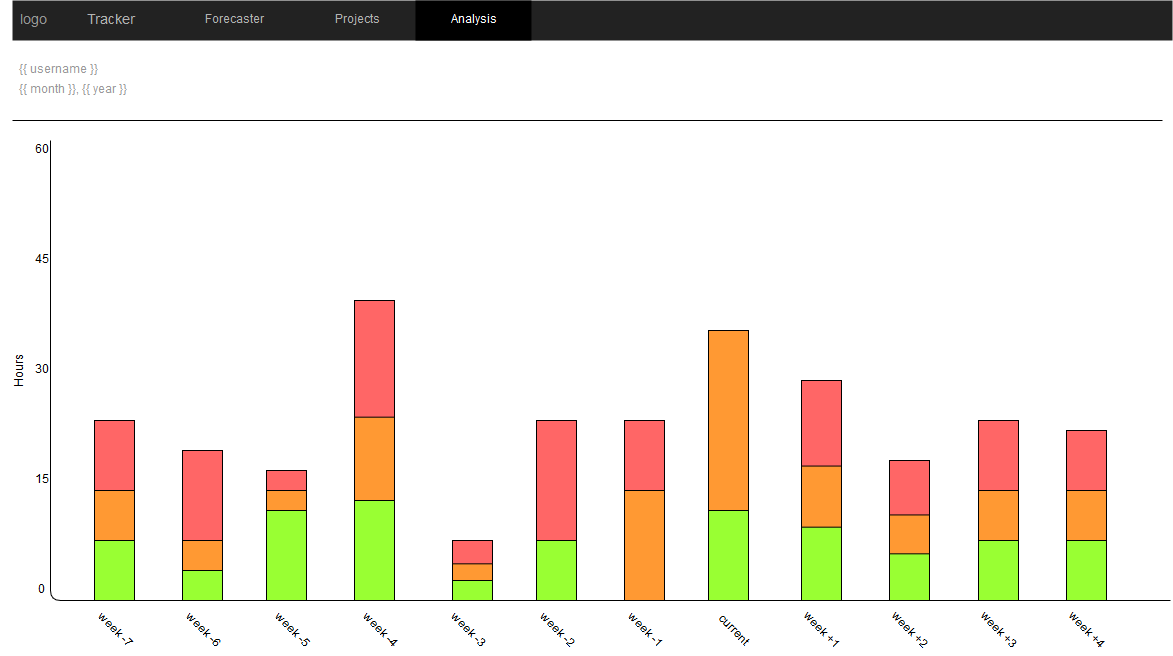 logo Tracker Forecaster Projects Analysis
{{ username }}
{{ month }}, {{ year }}
60
45
30
15
0
Hours
week-7 week-6 week-5 week-4 week-3 week-2 week-1 current week+1 week+2 week+3 week+4